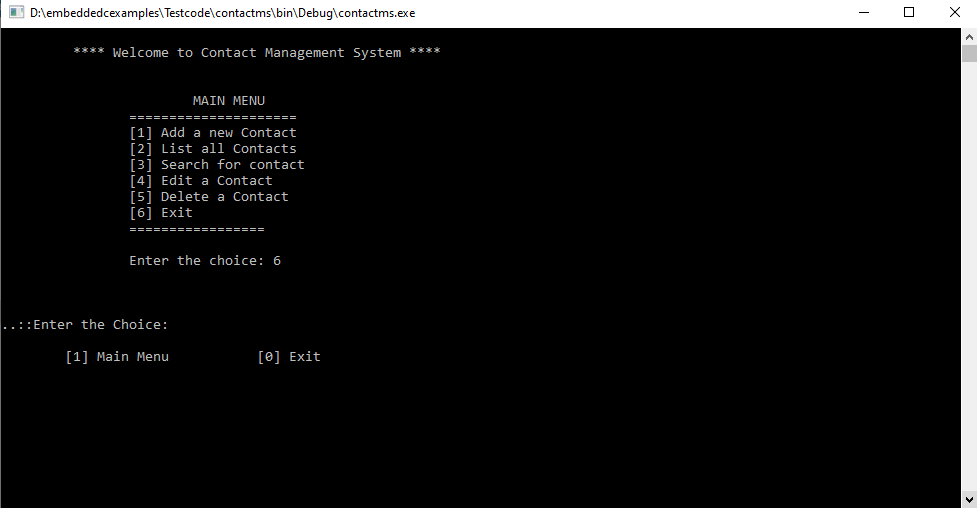 D:\embeddedcexamples\Testcode\contactms\bin\Debug\contactms.exe
**** Welcome to Contact Management System ****
MAIN MENU
=====================
[1] Add a new Contact
[2] List all Contacts
[3] Search for contact
[4] Edit a Contact
[5] Delete a Contact
[6] Exit
=================
Enter the choice: 6
..::Enter the Choice:
[1] Main Menu [0] Exit